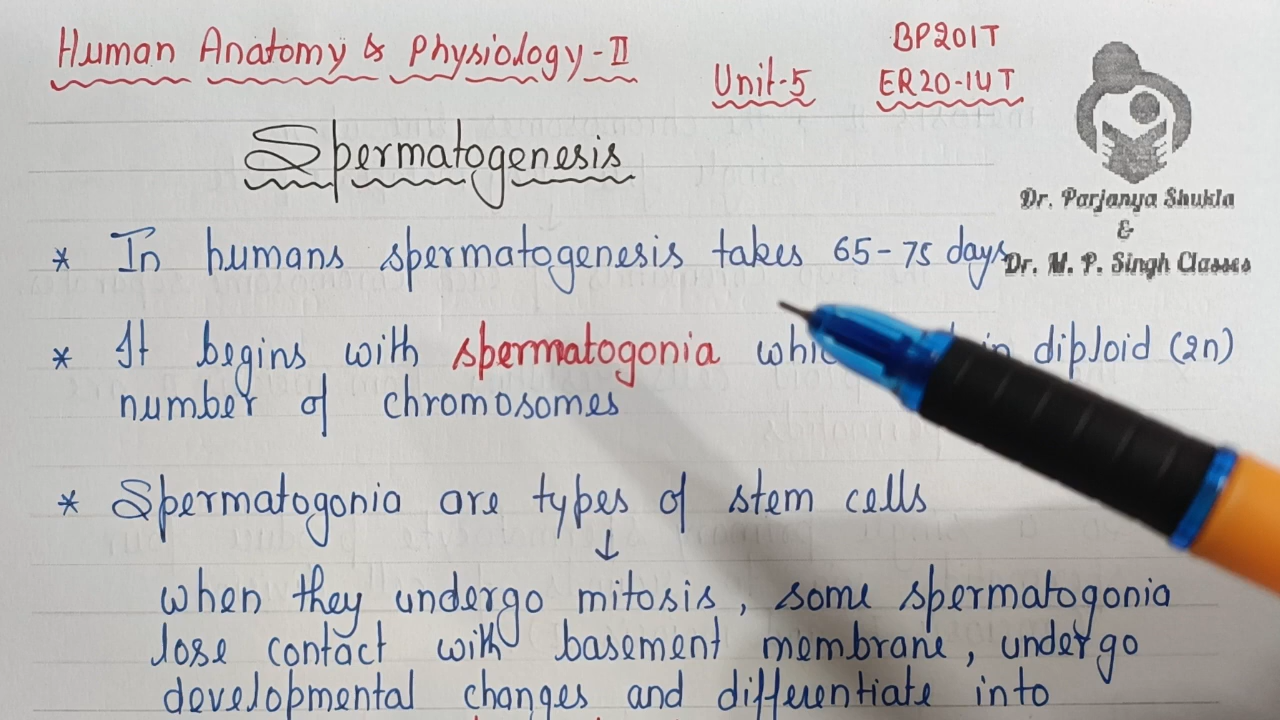 Human Anatomy & Physiology-II
Unit-5
BP201T
ER20-14T
Spermatogenesis
Dr. Parjanya Shukla
&
Dr. M. P. Singh Classes
* In humans spermatogenesis takes 65-75 days
* It begins with spermatogonia in diploid (2n)
number of chromosomes
* Spermatogonia are types of stem cells
↓
when they undergo mitosis, some spermatogonia
lose contact with basement membrane, undergo
developmental changes and differentiate into